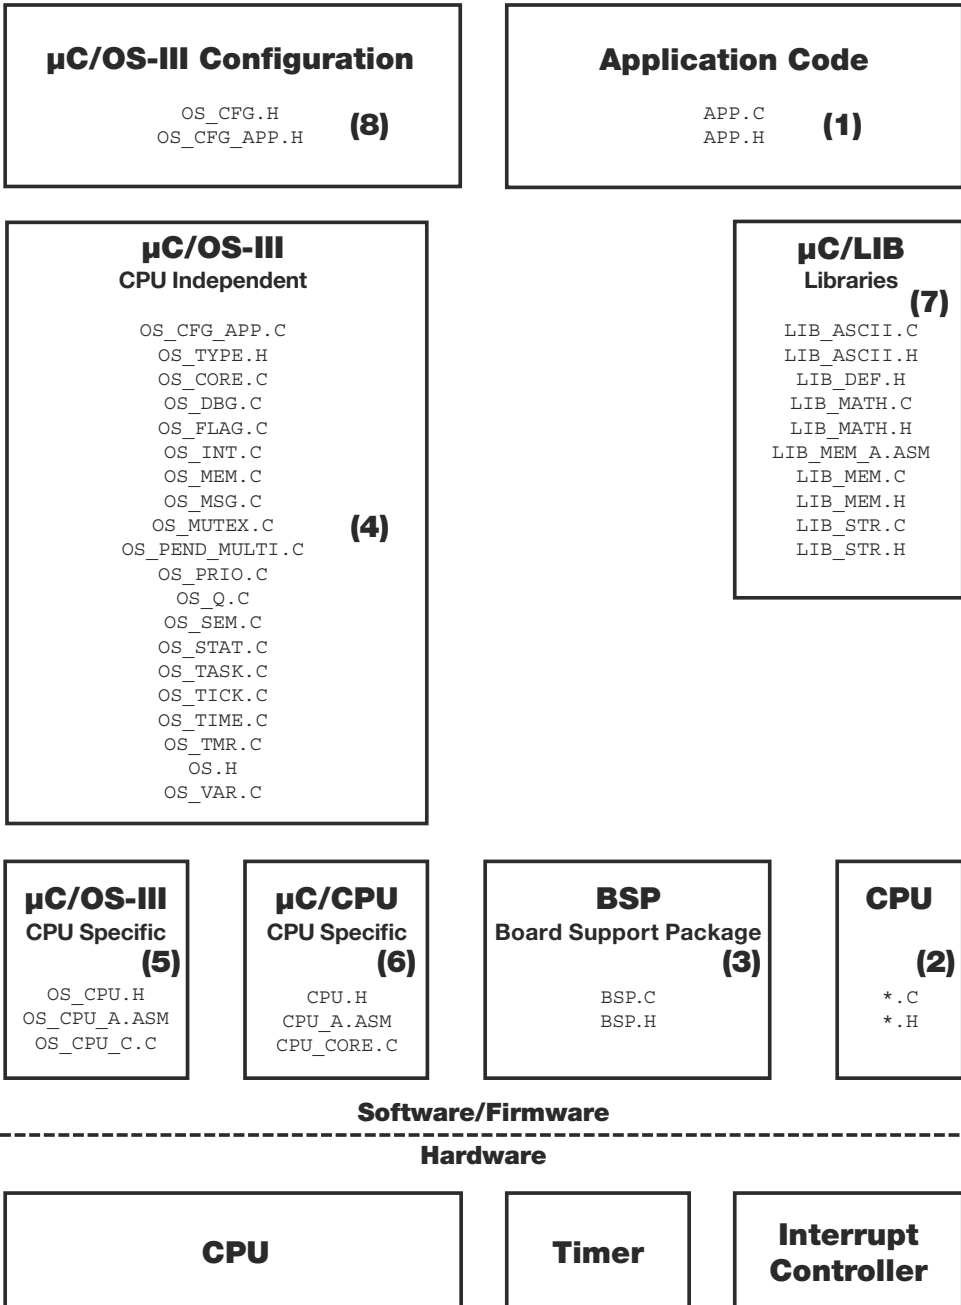 µC/OS-III Configuration
OS_CFG.H
OS_CFG_APP.H
(8)
Application Code
APP.C
APP.H
(1)
µC/OS-III
CPU Independent
OS_CFG_APP.C
OS_TYPE.H
OS_CORE.C
OS_DBG.C
OS_FLAG.C
OS_INT.C
OS_MEM.C
OS_MSG.C
OS_MUTEX.C
OS_PEND_MULTI.C
OS_PRIO.C
OS_Q.C
OS_SEM.C
OS_STAT.C
OS_TASK.C
OS_TICK.C
OS_TIME.C
OS_TMR.C
OS.H
OS_VAR.C
(4)
µC/LIB
Libraries
(7)
LIB_ASCII.C
LIB_ASCII.H
LIB_DEF.H
LIB_MATH.C
LIB_MATH.H
LIB_MEM_A.ASM
LIB_MEM.C
LIB_MEM.H
LIB_STR.C
LIB_STR.H
µC/OS-III
CPU Specific
(5)
OS_CPU.H
OS_CPU_A.ASM
OS_CPU_C.C
µC/CPU
CPU Specific
(6)
CPU.H
CPU_A.ASM
CPU_CORE.C
BSP
Board Support Package
(3)
BSP.C
BSP.H
CPU
(2)
*.C
*.H
Software/Firmware
Hardware
CPU
Timer
Interrupt
Controller